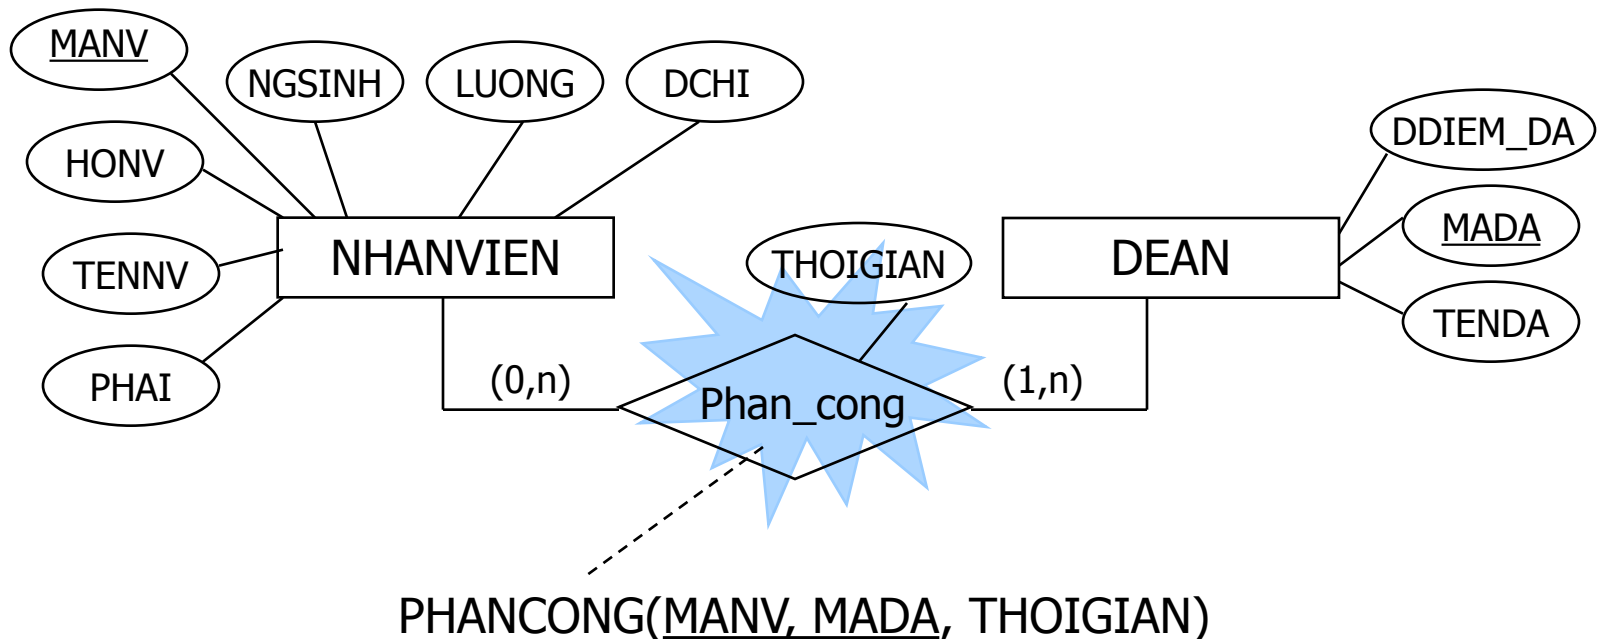 MANV
NGSINH
LUONG
DCHI
DDIEM_DA
HONV
MADA
NHANVIEN
THOIGIAN
DEAN
TENNV
TENDA
PHAI
(0,n)
(1,n)
Phan_cong
PHANCONG(MANV, MADA, THOIGIAN)